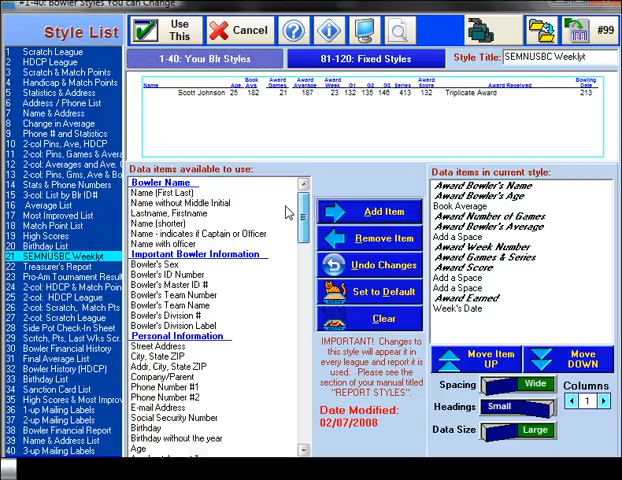 #1-40: Bowler Styles You can Change
Style List
Use This
Cancel
#99
1-40: Your Blr Styles
81-120: Fixed Styles
Style Title:
SEMNUSBC Weeklyt
1 Scratch League
2 HDCP League
3 Scratch & Match Points
4 Handicap & Match Points
5 Statistics & Address
6 Address / Phone List
7 Name & Address
8 Change in Average
9 Phone # and Statistics
10 2-col Pins, Ave, HDCP
11 2-col: Pins, Games & Avera
12 2-col: Averages and Ave.
13 2-col: Pins, Gms, Ave & Bo
14 Stats & Phone Numbers
15 3-col List by Blr ID#
16 Average List
17 Most Improved List
18 Match Point List
19 High Scores
20 Birthday List
21 SEMNUSBC Weeklyt
22 Treasurer's Report
23 Pro-Am Tournament Resul
24 2-col: HDCP & Match Point
25 2-col: HDCP League
26 2-col: Scratch, Match Pts
27 2-col: Scratch League
28 Side Pot Check-In Sheet
29 Scrtch, Pts, Last Wks Scr
30 Bowler Financial History
31 Final Average List
32 Bowler History (HDCP)
33 Birthday List
34 Sanction Card List
35 High Scores & Most Improv
36 1-up Mailing Labels
37 2-up Mailing Labels
38 Bowler Financial Report
39 Name & Address List
40 3-up Mailing Labels
Name Age Book Ave Award Games Award Average Award Week G1 G2 G3 Series Award Score Award Received Bowling Date
Scott Johnson 25 182 21 187 23 132 135 146 413 132 Triplicate Award 213
Data items available to use:
Bowler Name
Name (First Last)
Name without Middle Initial
Lastname, Firstname
Name (shorter)
Name - indicates if Captain or Officer
Name with officer
Important Bowler Information
Bowler's Sex
Bowler's ID Number
Bowler's Master ID #
Bowler's Team Number
Bowler's Team Name
Bowler's Division #
Bowler's Division Label
Personal Information
Street Address
City, State ZIP
Addr, City, State ZIP
Company/Parent
Phone Number #1
Phone Number #2
E-mail Address
Social Security Number
Birthday
Birthday without the year
Age
Add Item
Remove Item
Undo Changes
Set to Default
Clear
IMPORTANT! Changes to this style will appear it in every league and report it is used. Please see the section of your manual titled "REPORT STYLES".
Date Modified:
02/07/2008
Data items in current style:
Award Bowler's Name
Award Bowler's Age
Book Average
Award Number of Games
Award Bowler's Average
Add a Space
Award Week Number
Award Games & Series
Award Score
Add a Space
Add a Space
Award Earned
Week's Date
Move Item UP
Move DOWN
Spacing
Wide
Columns
Headings
Small
1
Data Size
Large